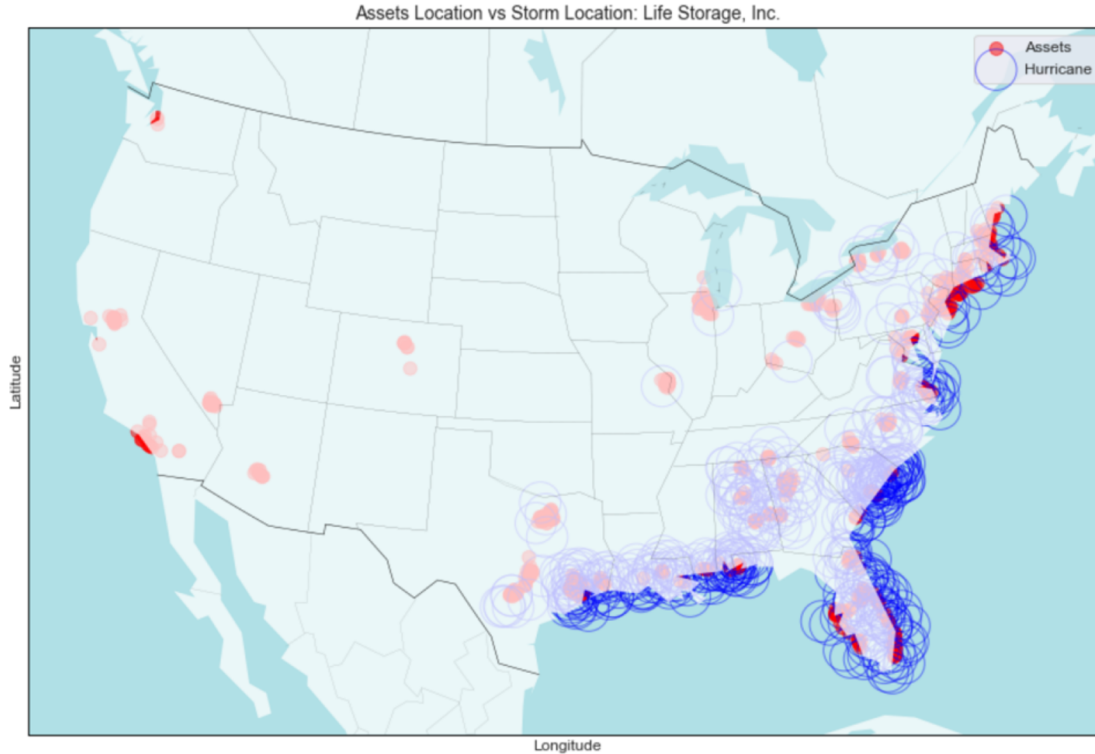 Assets Location vs Storm Location: Life Storage, Inc.
Assets
Hurricane
Latitude
Longitude